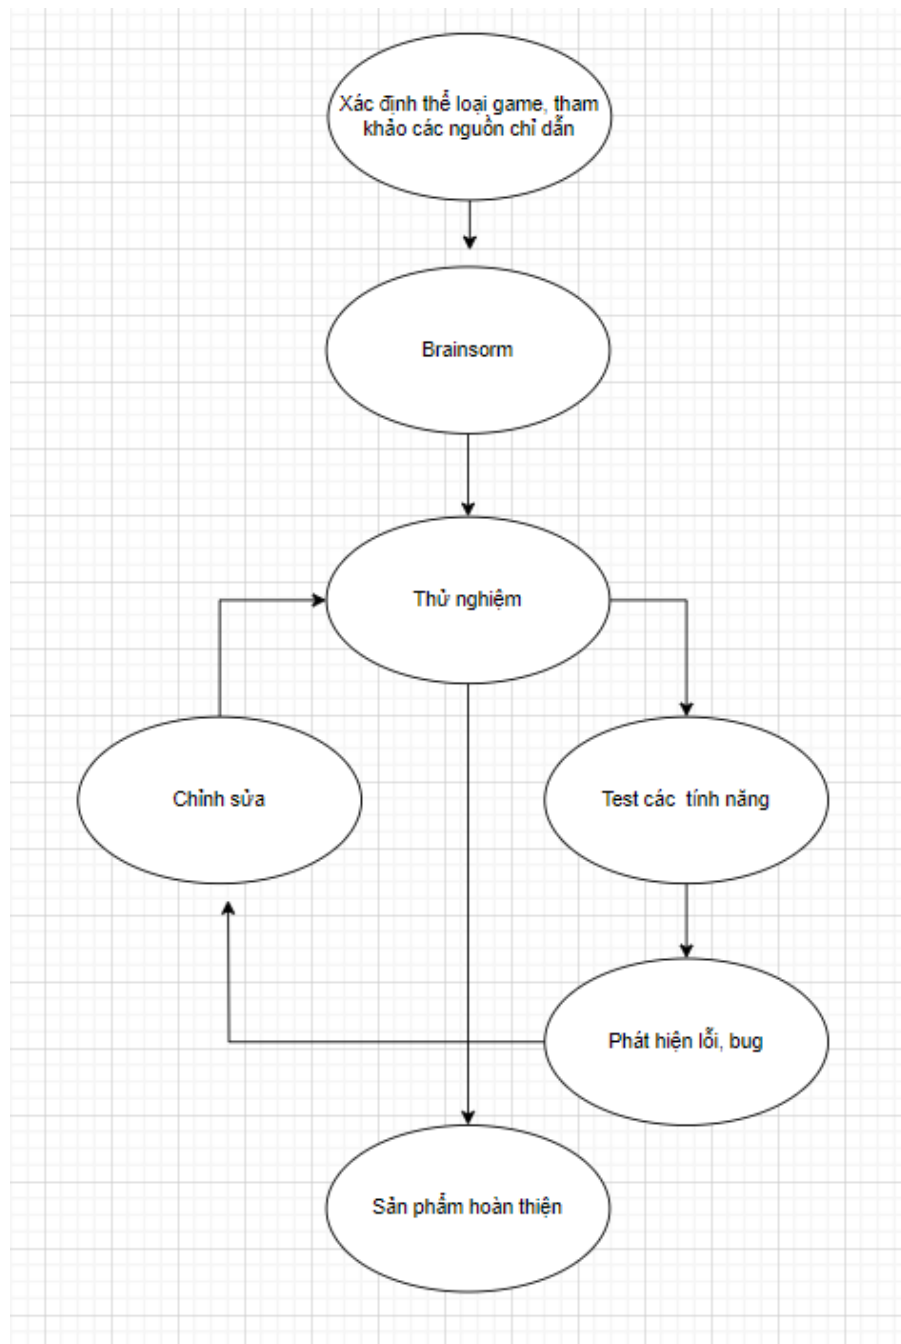 Xác định thể loại game, tham
khảo các nguồn chỉ dẫn
Brainsorm
Thử nghiệm
Chỉnh sửa
Test các  tính năng
Phát hiện lỗi, bug
Sản phẩm hoàn thiện